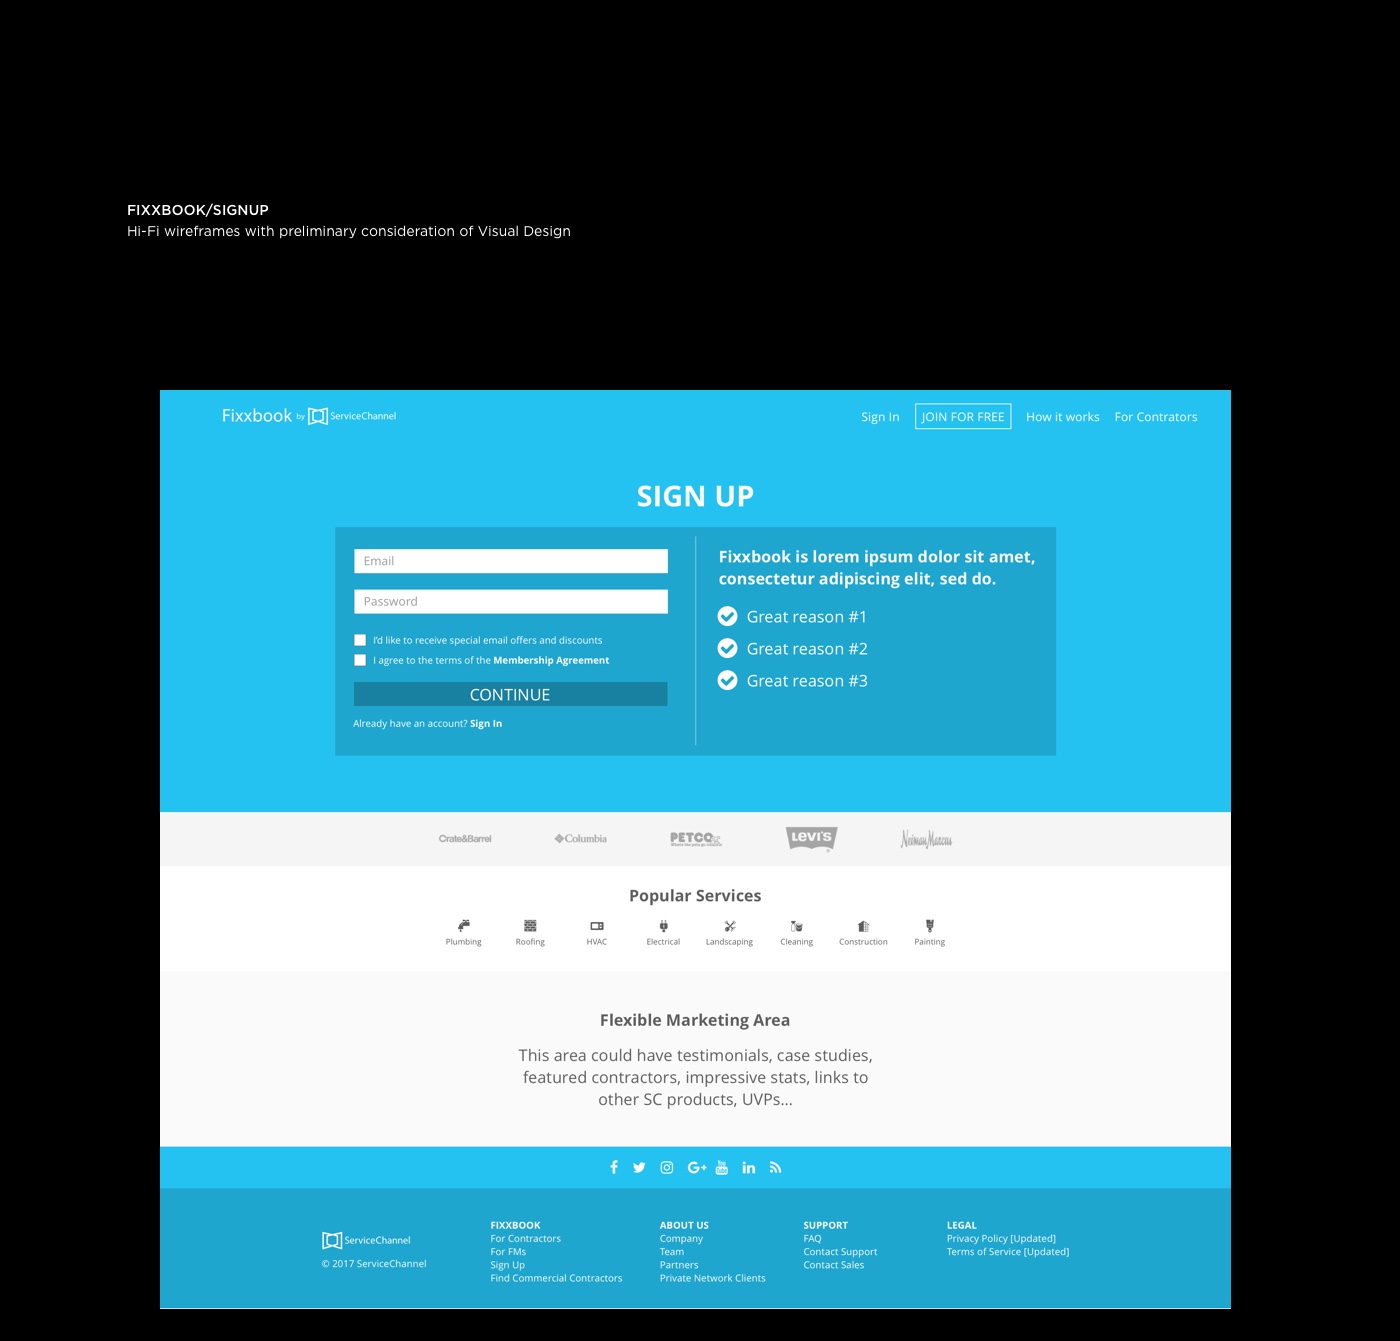 FIXXBOOK/SIGNUP
Hi-Fi wireframes with preliminary consideration of Visual Design
Fixxbook by ServiceChannel
Sign In JOIN FOR FREE How it works For Contrators
SIGN UP
Email
Password
I'd like to receive special email offers and discounts
I agree to the terms of the Membership Agreement
CONTINUE
Already have an account? Sign In
Fixxbook is lorem ipsum dolor sit amet,
consectetur adipiscing elit, sed do.
Great reason #1
Great reason #2
Great reason #3
Crate&Barrel Columbia PETCO LEVI'S Neiman Marcus
Where the pets go
Popular Services
Plumbing Roofing HVAC Electrical Landscaping Cleaning Construction Painting
Flexible Marketing Area
This area could have testimonials, case studies,
featured contractors, impressive stats, links to
other SC products, UVPs...
ServiceChannel
© 2017 ServiceChannel
FIXXBOOK
For Contractors
For FMs
Sign Up
Find Commercial Contractors
ABOUT US
Company
Team
Partners
Private Network Clients
SUPPORT
FAQ
Contact Support
Contact Sales
LEGAL
Privacy Policy [Updated]
Terms of Service [Updated]